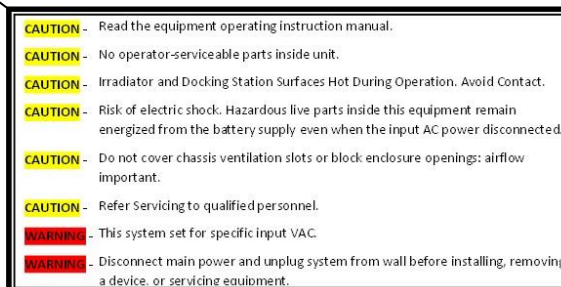 CAUTION - Read the equipment operating instruction manual.
CAUTION - No operator-serviceable parts inside unit.
CAUTION - Irradiator and Docking Station Surfaces Hot During Operation. Avoid Contact.
CAUTION - Risk of electric shock. Hazardous live parts inside this equipment remain
energized from the battery supply even when the input AC power disconnected.
CAUTION - Do not cover chassis ventilation slots or block enclosure openings: airflow
important.
CAUTION - Refer Servicing to qualified personnel.
WARNING - This system set for specific input VAC.
WARNING - Disconnect main power and unplug system from wall before installing, removing
a device, or servicing equipment.